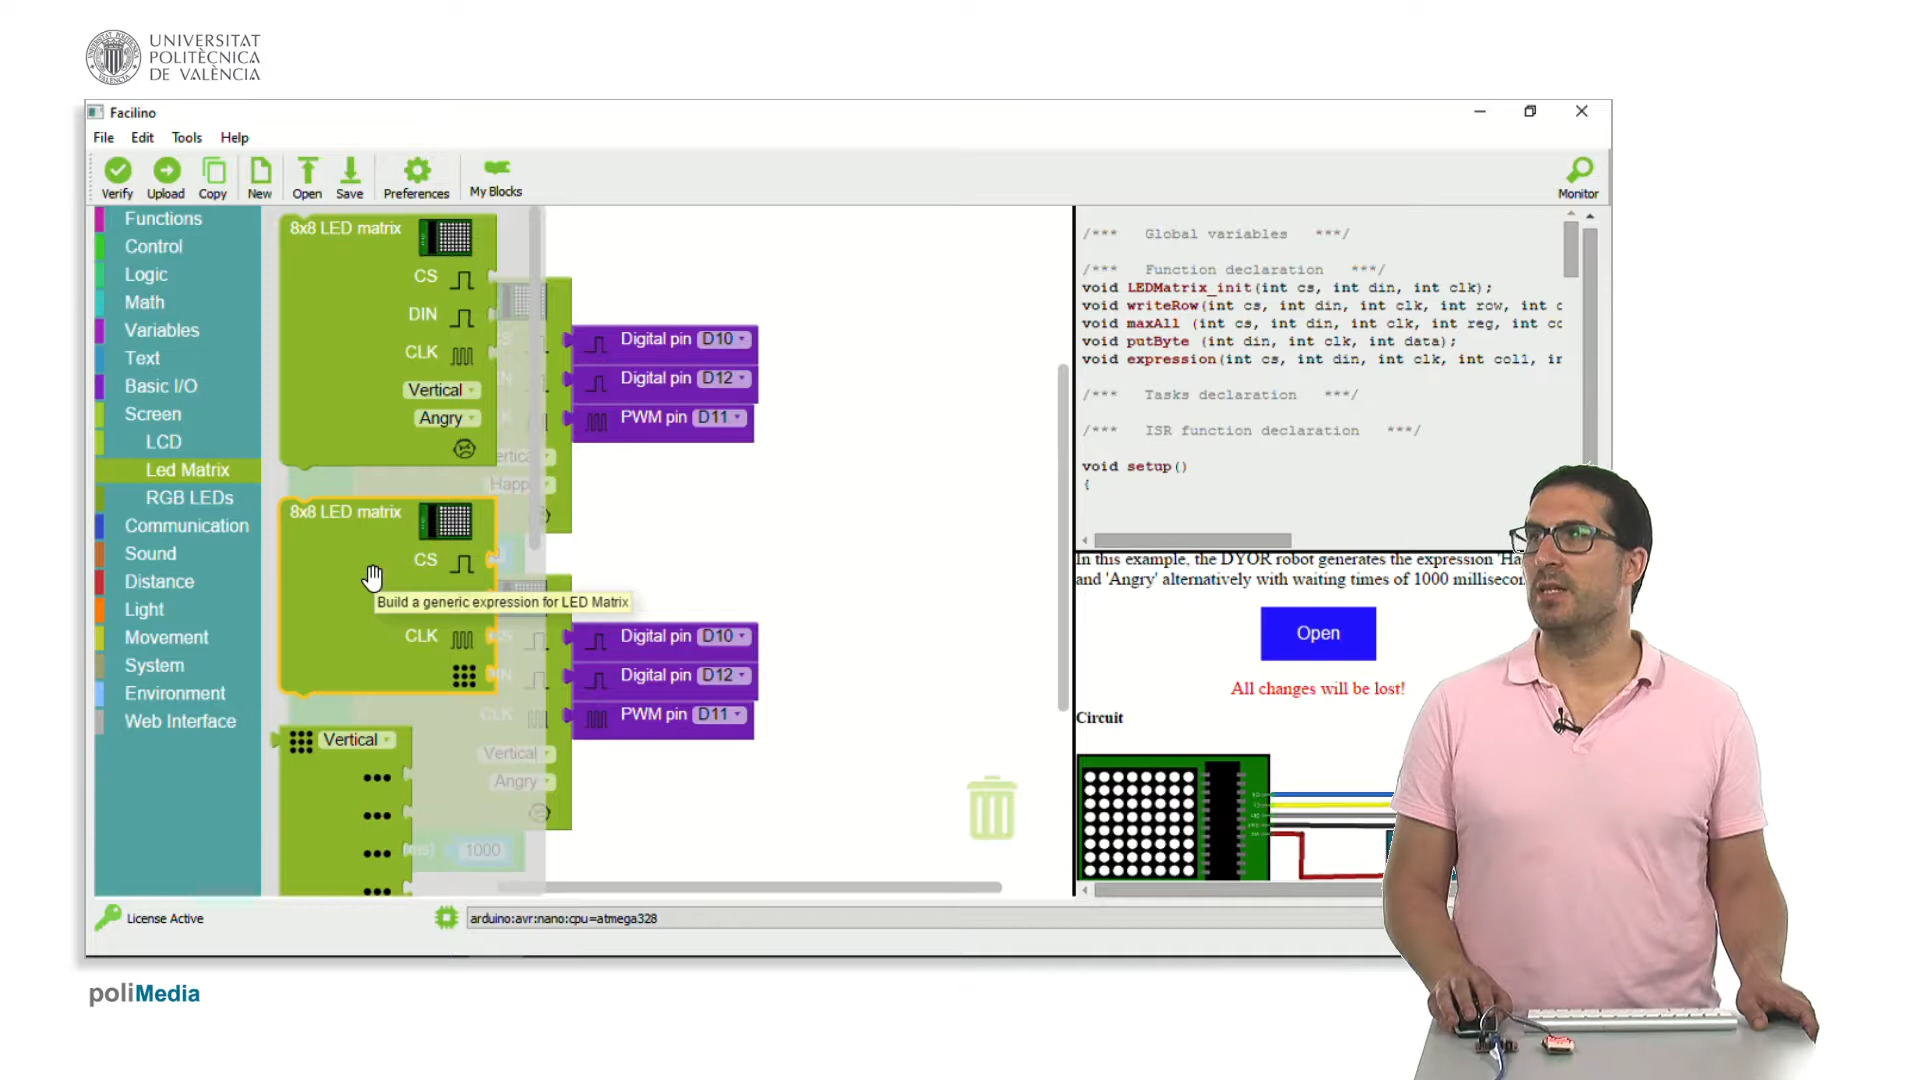 UNIVERSITAT
POLITÈCNICA
DE VALÈNCIA
Facilino
File Edit Tools Help
Verify Upload Copy New Open Save Preferences My Blocks Monitor
Functions
Control
Logic
Math
Variables
Text
Basic I/O
Screen
LCD
Led Matrix
RGB LEDs
Communication
Sound
Distance
Light
Movement
System
Environment
Web Interface
8x8 LED matrix
CS
DIN
CLK
Vertical
Angry
8x8 LED matrix
CS
Build a generic expression for LED Matrix
CLK
Vertical
Digital pin D10
Digital pin D12
PWM pin D11
Happ
Digital pin D10
Digital pin D12
PWM pin D11
CLK
Vertical
Angry
1000
/*** Global variables ***/
/*** Function declaration ***/
void LEDMatrix_init(int cs, int din, int clk);
void writeRow(int cs, int din, int clk, int row, int c
void maxAll (int cs, int din, int clk, int reg, int co
void putByte (int din, int clk, int data);
void expression(int cs, int din, int clk, int col1, in
/*** Tasks declaration ***/
/*** ISR function declaration ***/
void setup()
{
In this example, the DYOR robot generates the expression 'Ha
and 'Angry' alternatively with waiting times of 1000 millisecon
Open
All changes will be lost!
Circuit
License Active
arduino:avr:nano:cpu=atmega328
poliMedia